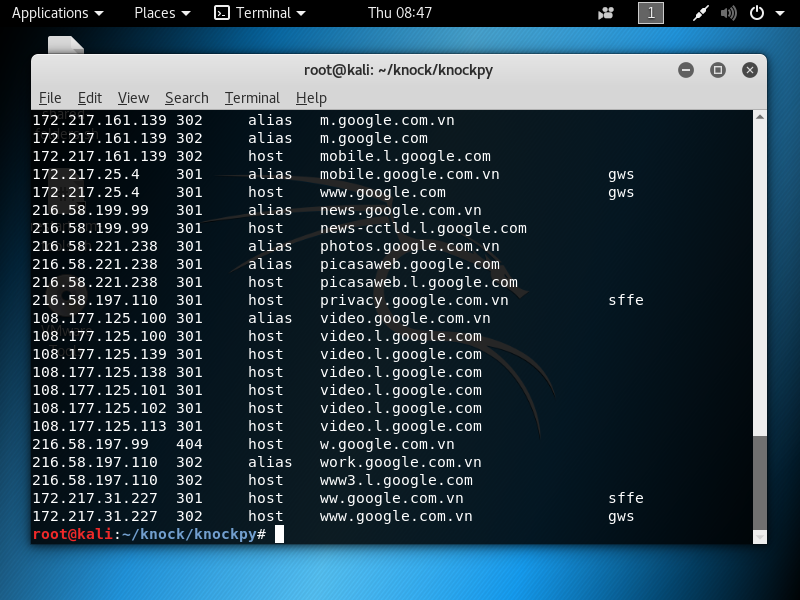 Applications Places Terminal Thu 08:47 1
root@kali: ~/knock/knockpy
File Edit View Search Terminal Help
172.217.161.139 302 alias m.google.com.vn
172.217.161.139 302 alias m.google.com
172.217.161.139 302 host mobile.l.google.com
172.217.25.4 301 alias mobile.google.com.vn gws
172.217.25.4 301 host www.google.com gws
216.58.199.99 301 alias news.google.com.vn
216.58.199.99 301 host news-cctld.l.google.com
216.58.221.238 301 alias photos.google.com.vn
216.58.221.238 301 alias picasaweb.google.com
216.58.221.238 301 host picasaweb.l.google.com
216.58.197.110 301 host privacy.google.com.vn sffe
108.177.125.100 301 alias video.google.com.vn
108.177.125.100 301 host video.l.google.com
108.177.125.139 301 host video.l.google.com
108.177.125.138 301 host video.l.google.com
108.177.125.101 301 host video.l.google.com
108.177.125.102 301 host video.l.google.com
108.177.125.113 301 host video.l.google.com
216.58.197.99 404 host w.google.com.vn
216.58.197.110 302 alias work.google.com.vn
216.58.197.110 302 host www3.l.google.com
172.217.31.227 301 host ww.google.com.vn sffe
172.217.31.227 302 host www.google.com.vn gws
root@kali:~/knock/knockpy#